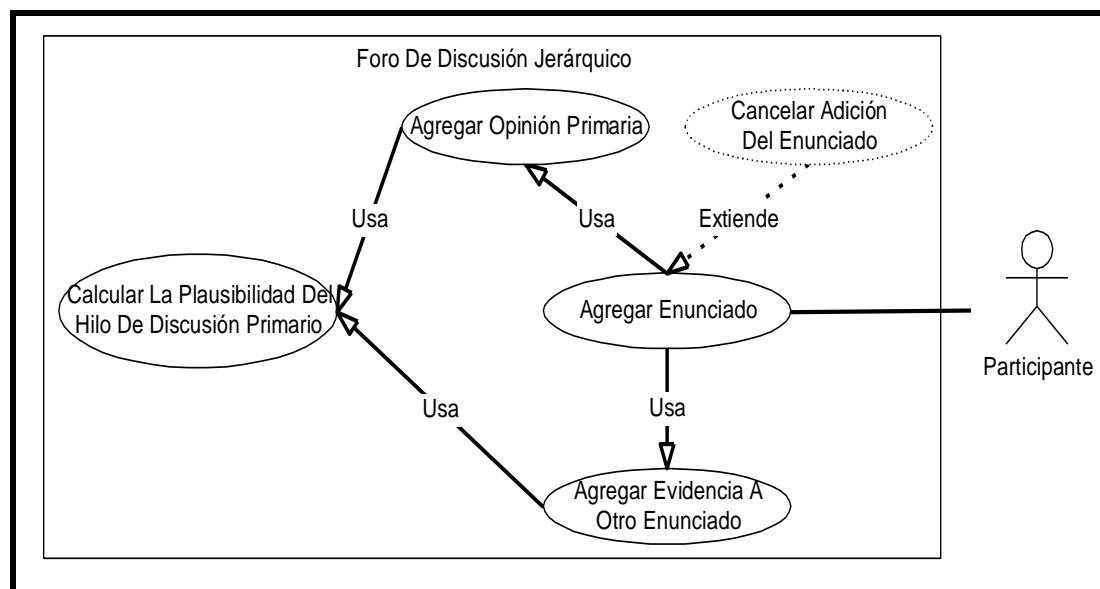 Foro De Discusión Jerárquico
Agregar Opinión Primaria
Cancelar Adición
Del Enunciado
Usa
Usa
Extiende
Calcular La Plausibilidad Del
Hilo De Discusión Primario
Agregar Enunciado
Participante
Usa
Usa
Agregar Evidencia A
Otro Enunciado